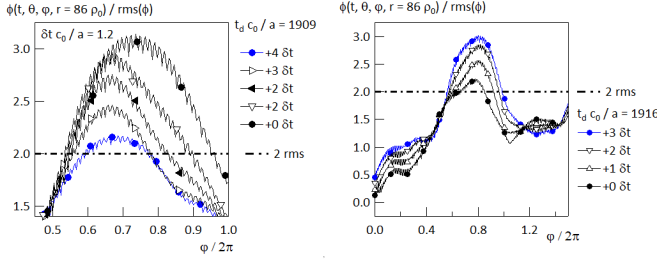 ϕ(t, θ, φ, r = 86 ρ₀) / rms(ϕ)
δt c₀ / a = 1.2
t_d c₀ / a = 1909
+4 δt
+3 δt
+2 δt
+2 δt
+0 δt
2 rms
3.0
2.5
2.0
1.5
0.5 0.6 0.7 0.8 0.9 1.0
φ / 2π
ϕ(t, θ, φ, r = 86 ρ₀) / rms(ϕ)
3.0
2.5
2.0
1.5
1.0
0.5
0.0
2 rms
t_d c₀ / a = 1916
+3 δt
+2 δt
+1 δt
+0 δt
0.0 0.4 0.8 1.2
φ / 2π